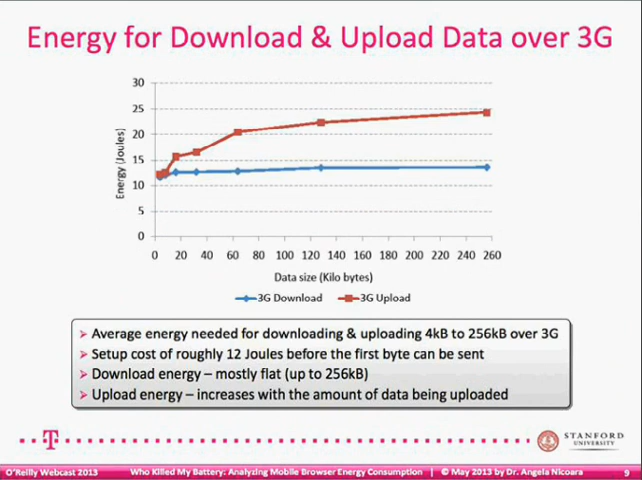 Energy for Download & Upload Data over 3G
30
25
20
15
10
5
0
Energy (Joules)
0 20 40 60 80 100 120 140 160 180 200 220 240 260
Data size (Kilo bytes)
3G Download 3G Upload
Average energy needed for downloading & uploading 4kB to 256kB over 3G
Setup cost of roughly 12 Joules before the first byte can be sent
Download energy – mostly flat (up to 256kB)
Upload energy – increases with the amount of data being uploaded
T
STANFORD
UNIVERSITY
O'Reilly Webcast 2013 Who Killed My Battery: Analyzing Mobile Browser Energy Consumption | © May 2013 by Dr. Angela Nicoara 9